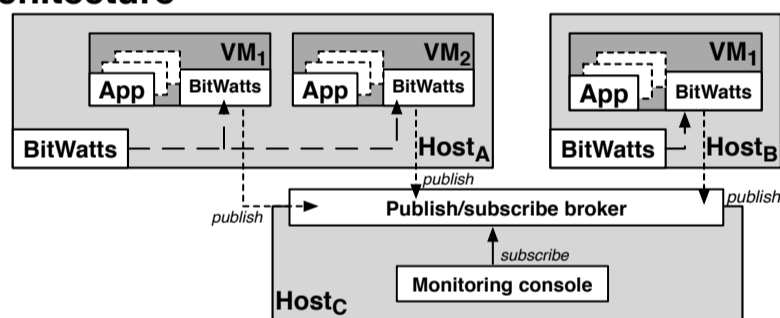 VM1
VM2
VM1
App
BitWatts
App
BitWatts
App
BitWatts
BitWatts
HostA
BitWatts
HostB
publish
publish
publish
Publish/subscribe broker
subscribe
Monitoring console
HostC